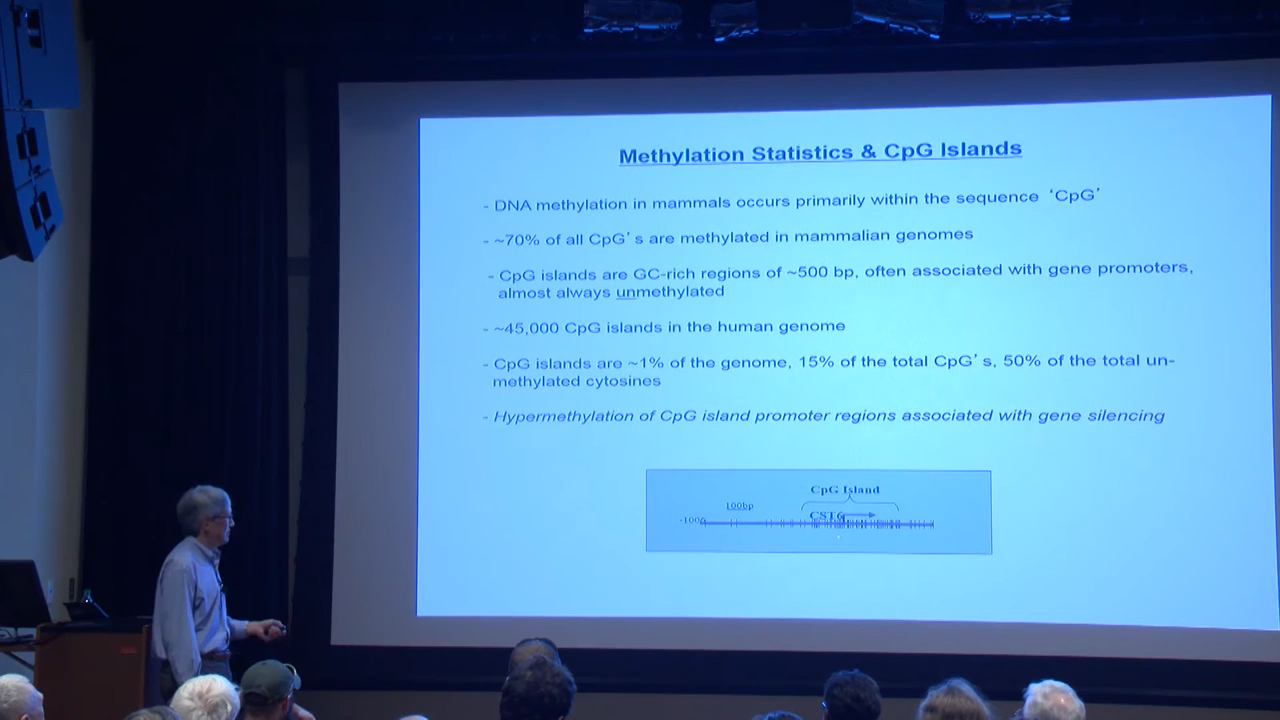 Methylation Statistics & CpG Islands
- DNA methylation in mammals occurs primarily within the sequence ‘CpG’
- ~70% of all CpG’s are methylated in mammalian genomes
- CpG islands are GC-rich regions of ~500 bp, often associated with gene promoters,
almost always unmethylated
- ~45,000 CpG islands in the human genome
- CpG islands are ~1% of the genome, 15% of the total CpG’s, 50% of the total un-
methylated cytosines
- Hypermethylation of CpG island promoter regions associated with gene silencing
CpG Island
100bp
CST6
-1000